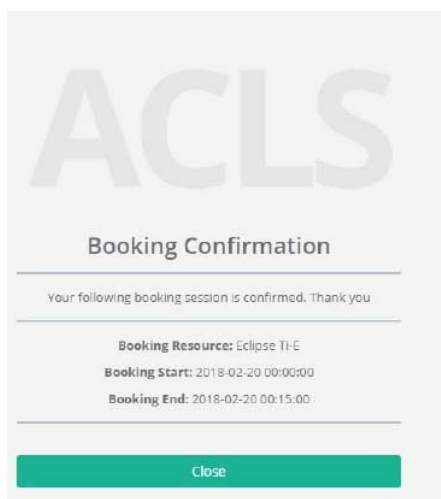 ACLS
Booking Confirmation
Your following booking session is confirmed. Thank you
Booking Resource: Eclipse Ti-E
Booking Start: 2018-02-20 00:00:00
Booking End: 2018-02-20 00:15:00
Close